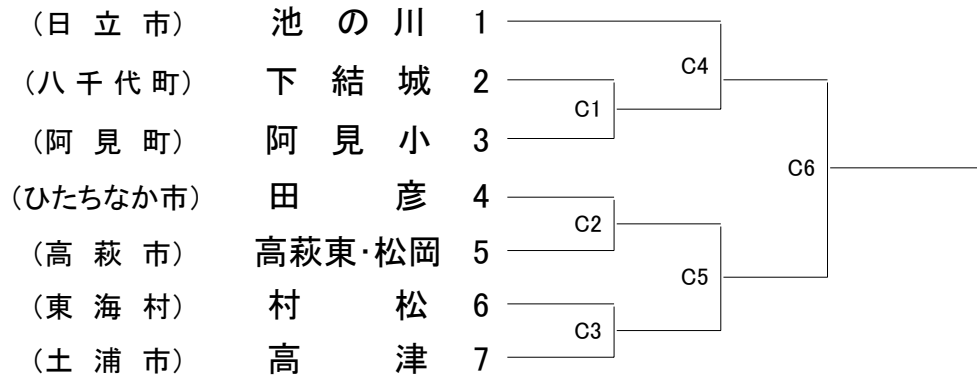 (日立市) 池の川 1
C4
(八千代町) 下結城 2
C1
(阿見町) 阿見小 3
C6
(ひたちなか市) 田彦 4
C2
(高萩市) 高萩東・松岡 5
C5
(東海村) 村松 6
C3
(土浦市) 高津 7